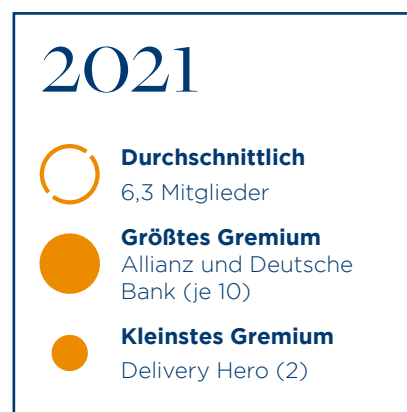 2021
Durchschnittlich
6,3 Mitglieder
Größtes Gremium
Allianz und Deutsche
Bank (je 10)
Kleinstes Gremium
Delivery Hero (2)